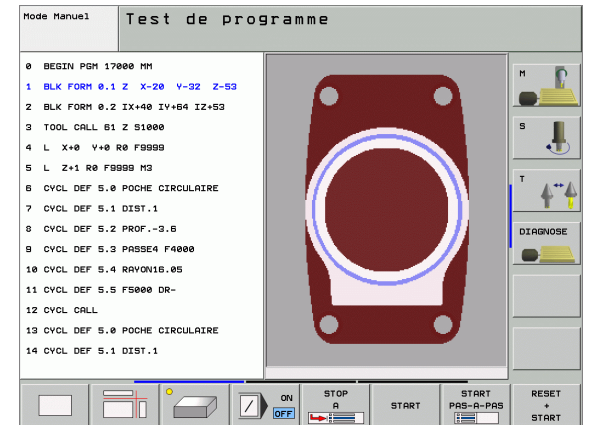 Mode Manuel
Test de programme
0 BEGIN PGM 17000 MM
1 BLK FORM 0.1 Z X-20 Y-32 Z-53
2 BLK FORM 0.2 IX+40 IY+64 IZ+53
3 TOOL CALL 61 Z S1000
4 L X+0 Y+0 R0 F9999
5 L Z+1 R0 F9999 M3
6 CYCL DEF 5.0 POCHE CIRCULAIRE
7 CYCL DEF 5.1 DIST.1
8 CYCL DEF 5.2 PROF.-3.6
9 CYCL DEF 5.3 PASSE4 F4000
10 CYCL DEF 5.4 RAYON16.05
11 CYCL DEF 5.5 F5000 DR-
12 CYCL CALL
13 CYCL DEF 5.0 POCHE CIRCULAIRE
14 CYCL DEF 5.1 DIST.1
M
S
T
DIAGNOSE
ON
OFF
STOP
A
START
START
PAS-A-PAS
RESET
+
START